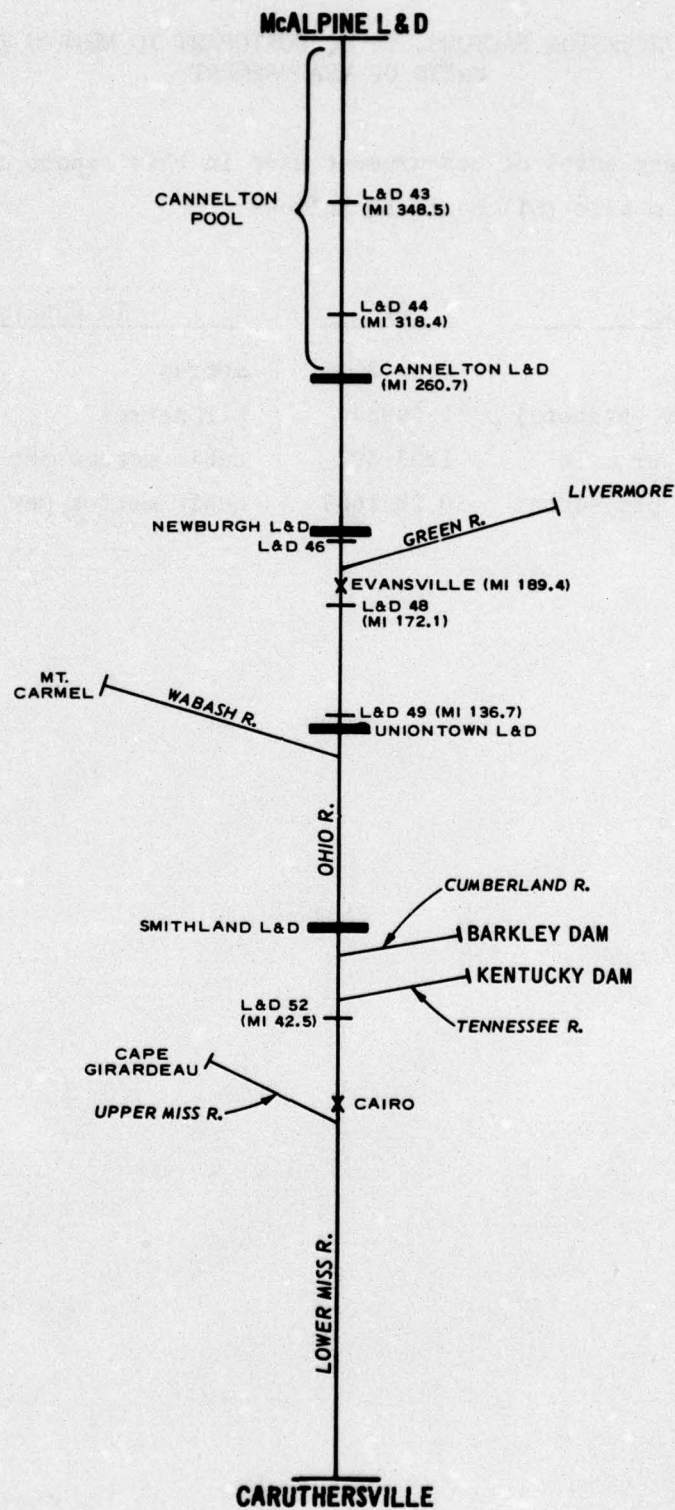 McALPINE L&D
CANNELTON
POOL
L&D 43
(MI 348.5)
L&D 44
(MI 318.4)
CANNELTON L&D
(MI 260.7)
LIVERMORE
GREEN R.
NEWBURGH L&D
L&D 46
EVANSVILLE (MI 189.4)
L&D 48
(MI 172.1)
MT.
CARMEL
WABASH R.
L&D 49 (MI 136.7)
UNIONTOWN L&D
OHIO R.
CUMBERLAND R.
SMITHLAND L&D
BARKLEY DAM
KENTUCKY DAM
L&D 52
(MI 42.5)
TENNESSEE R.
CAPE
GIRARDEAU
UPPER MISS R.
CAIRO
LOWER MISS R.
CARUTHERSVILLE